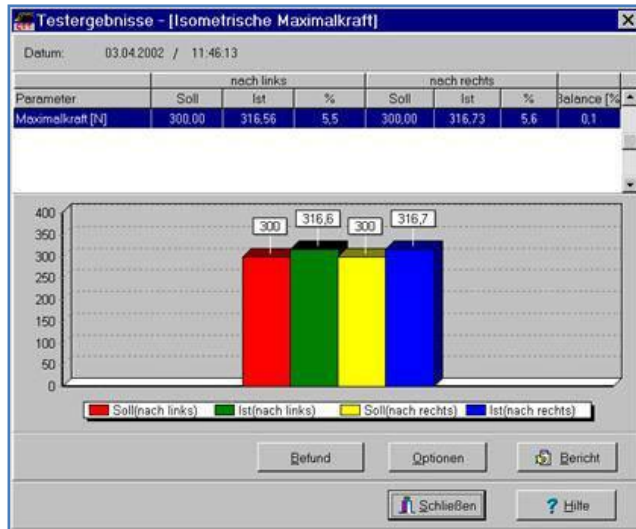 Testergebnisse - [Isometrische Maximalkraft]
Datum: 03.04.2002 / 11:46:13
nach links nach rechts
Parameter Soll Ist % Soll Ist % Balance [%
Maximalkraft [N] 300,00 316,56 5,5 300,00 316,73 5,6 0,1
400
350
300
250
200
150
100
50
0
300 316,6 300 316,7
Soll(nach links) Ist(nach links) Soll(nach rechts) Ist(nach rechts)
Befund Optionen Bericht
Schließen ? Hilfe